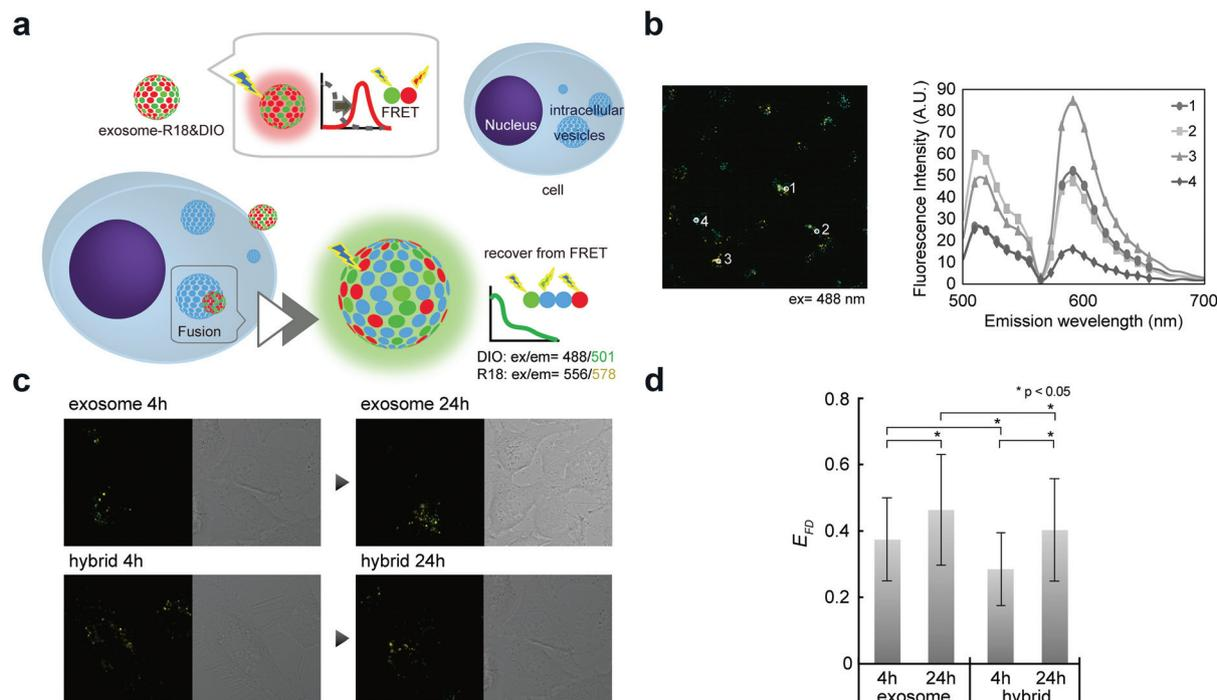 a
exosome-R18&DIO
FRET
Nucleus
intracellular
vesicles
cell
Fusion
recover from FRET
DIO: ex/em= 488/501
R18: ex/em= 556/578
b
1
2
3
4
ex= 488 nm
Fluorescence Intensity (A.U.)
90
80
70
60
50
40
30
20
10
0
500
600
700
Emission wevelength (nm)
1
2
3
4
c
exosome 4h
exosome 24h
hybrid 4h
hybrid 24h
d
* p < 0.05
*
*
*
*
E_FD
0.8
0.6
0.4
0.2
0
4h
24h
4h
24h
exosome
hybrid